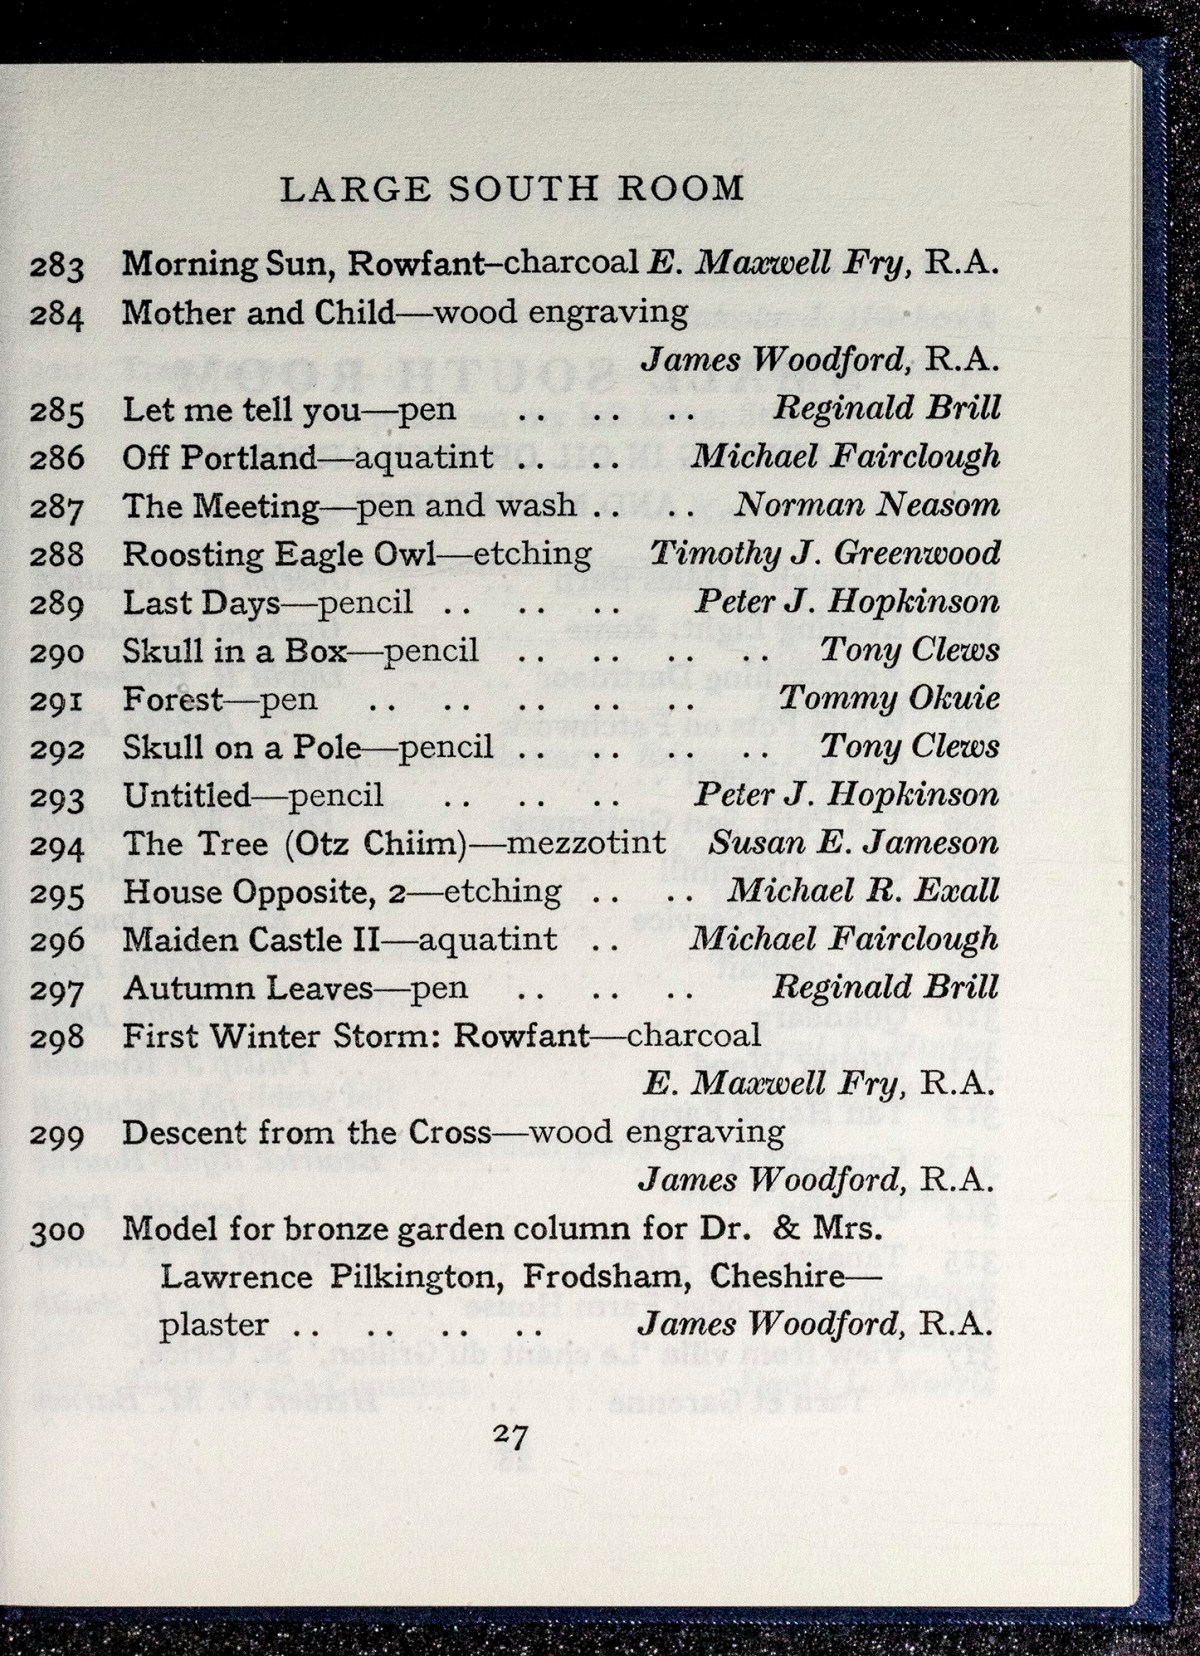 LARGE SOUTH ROOM
283 Morning Sun, Rowfant–charcoal E. Maxwell Fry, R.A.
284 Mother and Child—wood engraving
James Woodford, R.A.
285 Let me tell you—pen .. .. .. Reginald Brill
286 Off Portland—aquatint .. .. Michael Fairclough
287 The Meeting—pen and wash .. .. Norman Neasom
288 Roosting Eagle Owl—etching Timothy J. Greenwood
289 Last Days—pencil .. .. .. Peter J. Hopkinson
290 Skull in a Box—pencil .. .. .. .. Tony Clews
291 Forest—pen .. .. .. .. .. Tommy Okuie
292 Skull on a Pole—pencil .. .. .. .. Tony Clews
293 Untitled—pencil .. .. .. Peter J. Hopkinson
294 The Tree (Otz Chiim)—mezzotint Susan E. Jameson
295 House Opposite, 2—etching .. .. Michael R. Exall
296 Maiden Castle II—aquatint .. Michael Fairclough
297 Autumn Leaves—pen .. .. .. Reginald Brill
298 First Winter Storm: Rowfant—charcoal
E. Maxwell Fry, R.A.
299 Descent from the Cross—wood engraving
James Woodford, R.A.
300 Model for bronze garden column for Dr. & Mrs.
Lawrence Pilkington, Frodsham, Cheshire—
plaster .. .. .. .. James Woodford, R.A.
27